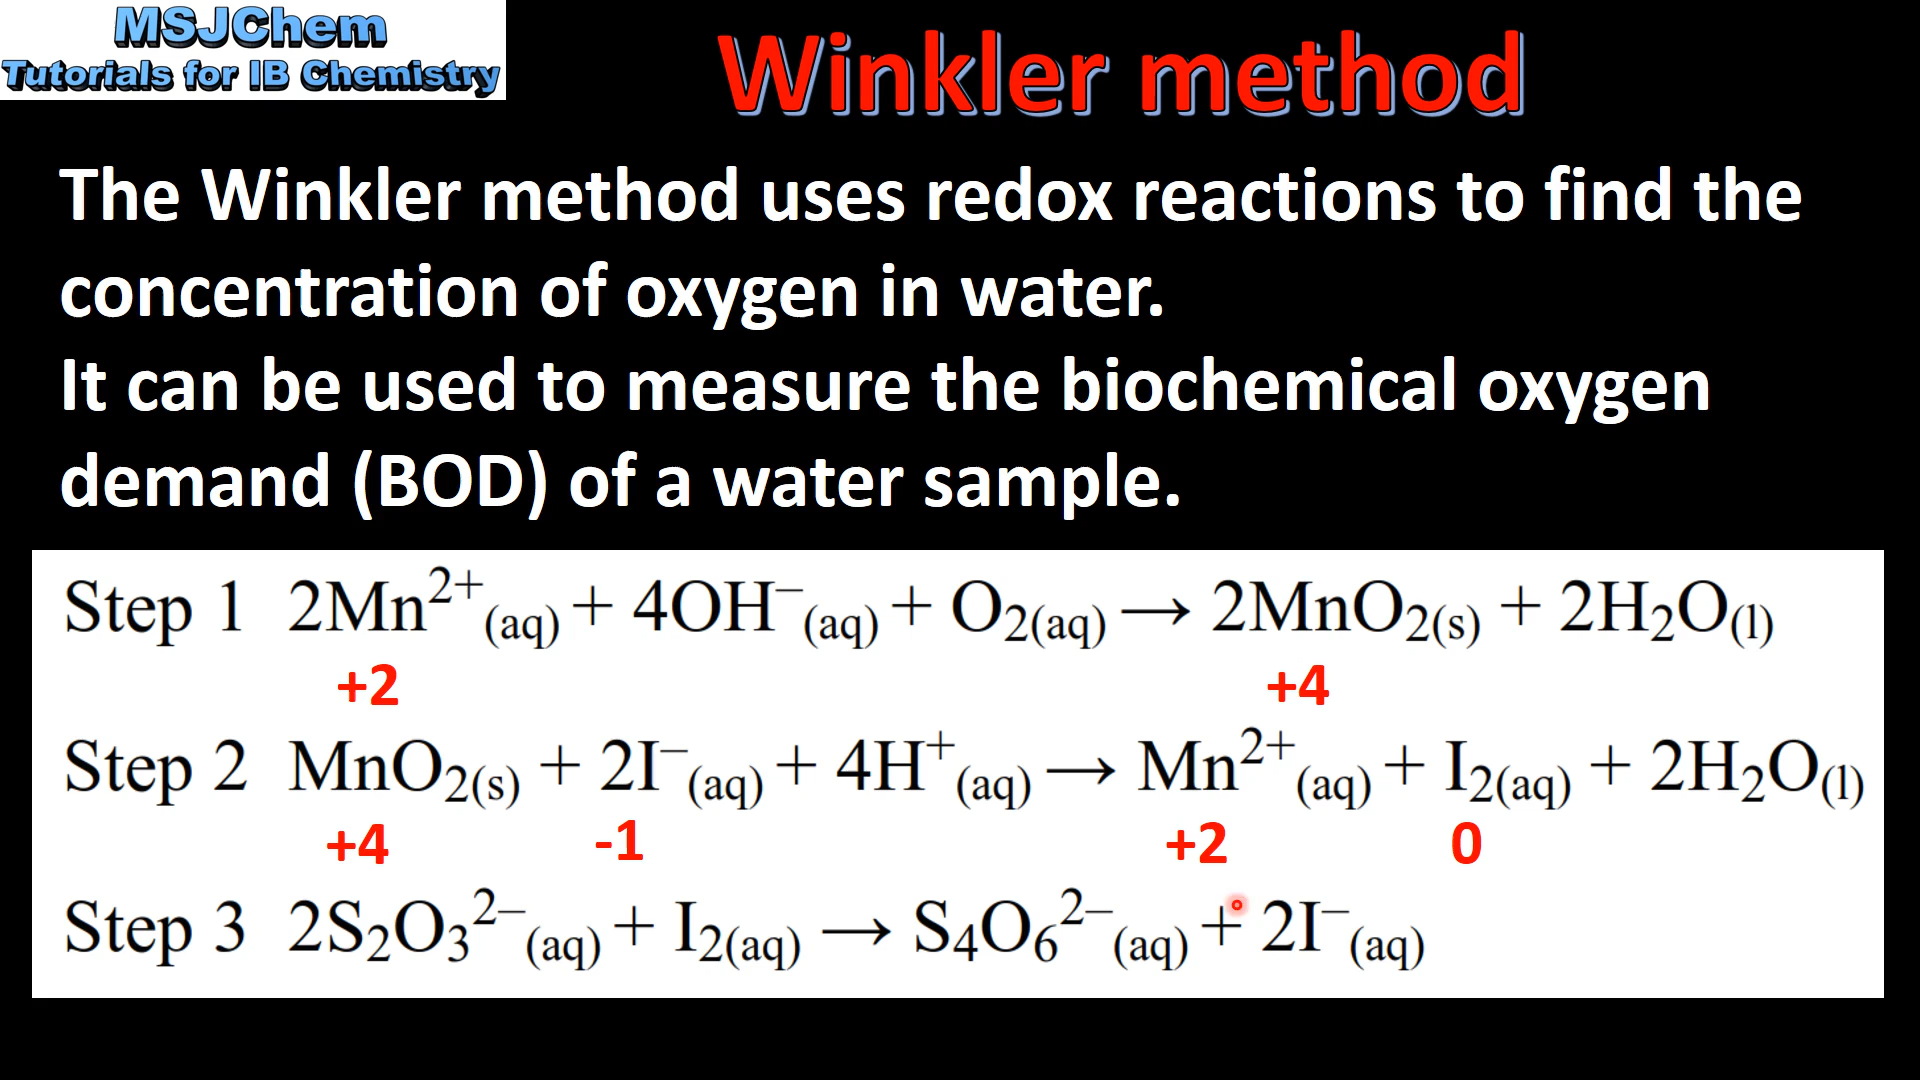 MSJChem
Tutorials for IB Chemistry
Winkler method
The Winkler method uses redox reactions to find the
concentration of oxygen in water.
It can be used to measure the biochemical oxygen
demand (BOD) of a water sample.
Step 1 2Mn²⁺(aq) + 4OH⁻(aq) + O₂(aq) → 2MnO₂(s) + 2H₂O(l)
+2 +4
Step 2 MnO₂(s) + 2I⁻(aq) + 4H⁺(aq) → Mn²⁺(aq) + I₂(aq) + 2H₂O(l)
+4 -1 +2 0
Step 3 2S₂O₃²⁻(aq) + I₂(aq) → S₄O₆²⁻(aq) + 2I⁻(aq)